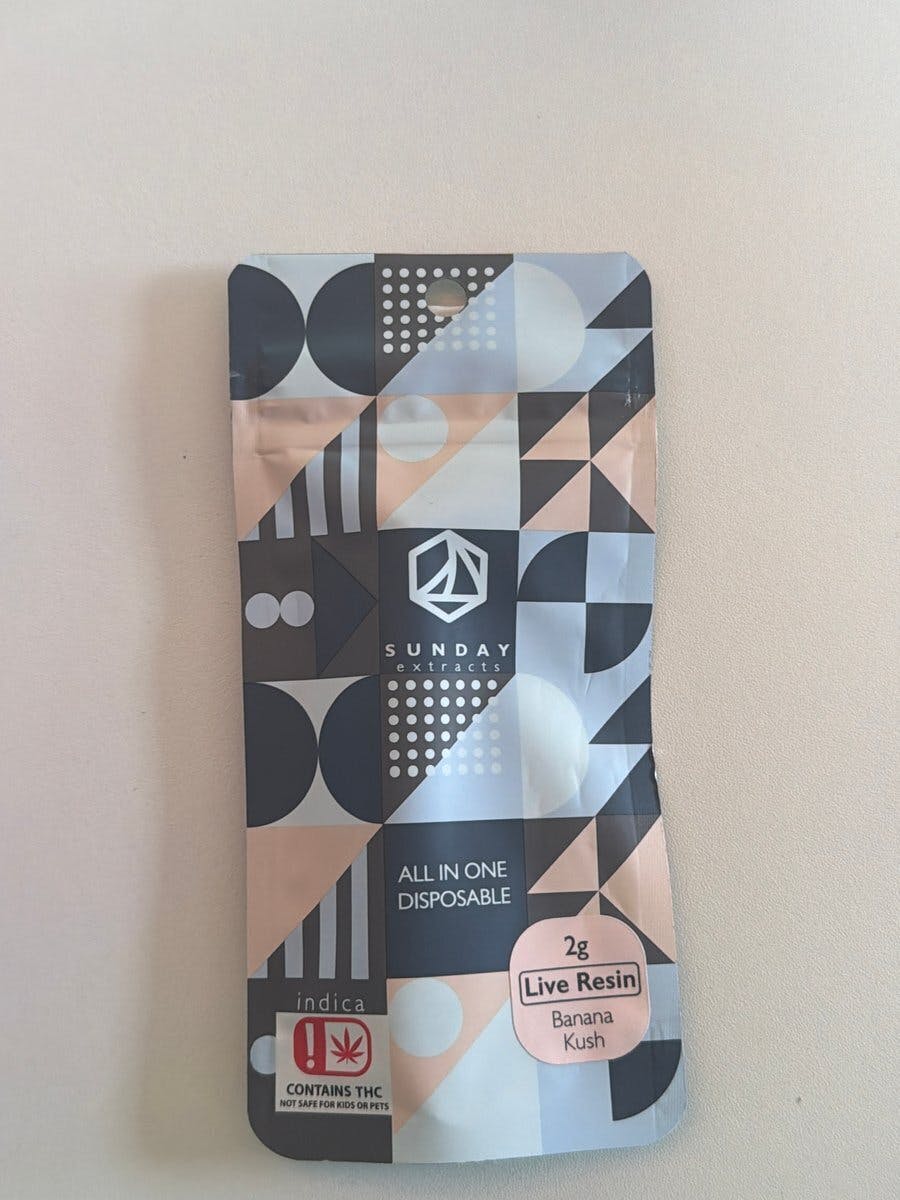 SUNDAY
extracts
ALL IN ONE
DISPOSABLE
2g
Live Resin
Banana
Kush
indica
!
CONTAINS THC
NOT SAFE FOR KIDS OR PETS